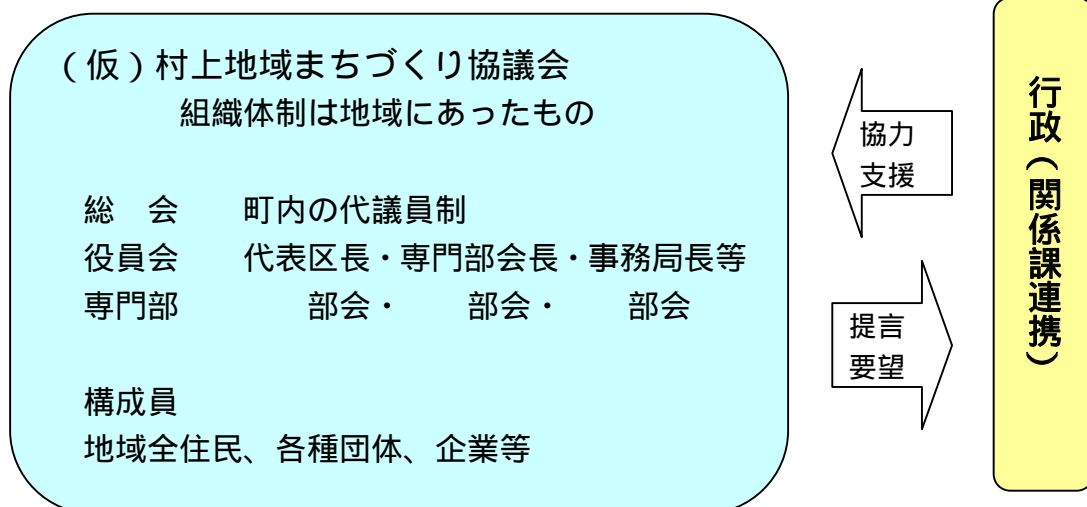 （仮）村上地域まちづくり協議会
組織体制は地域にあったもの
総　会　　町内の代議員制
役員会　　代表区長・専門部会長・事務局長等
専門部　　　　部会・　　部会・　　部会
構成員
地域全住民、各種団体、企業等
協力
支援
提言
要望
行政（関係課連携）